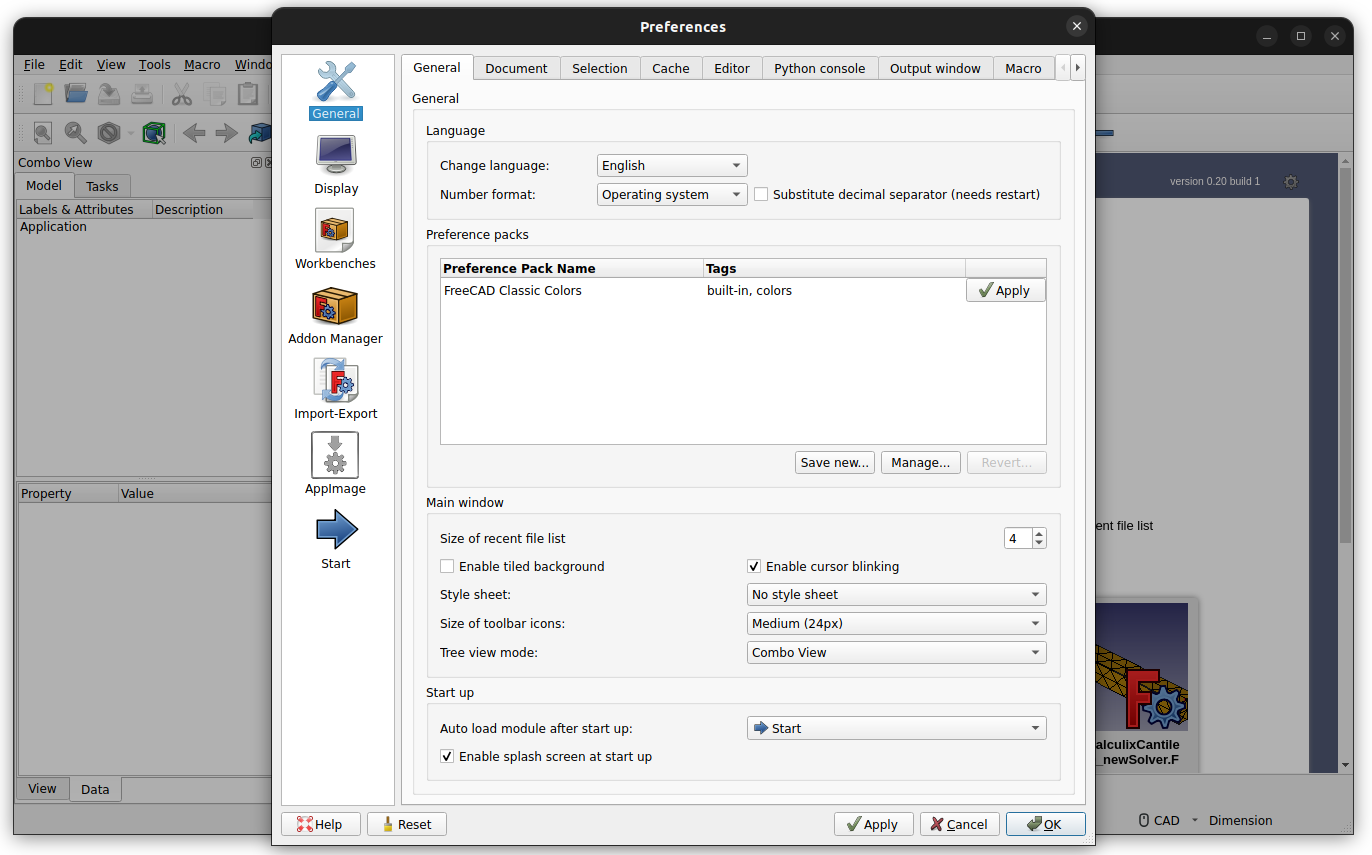 Preferences
File Edit View Tools Macro
Combo View
Model Tasks
Labels & Attributes Description
Application
Property Value
View Data
General
Display
Workbenches
Addon Manager
Import-Export
AppImage
Start
General Document Selection Cache Editor Python console Output window Macro
General
Language
Change language: English
Number format: Operating system Substitute decimal separator (needs restart)
Preference packs
Preference Pack Name Tags
FreeCAD Classic Colors built-in, colors Apply
Save new... Manage... Revert...
Main window
Size of recent file list 4
Enable tiled background Enable cursor blinking
Style sheet: No style sheet
Size of toolbar icons: Medium (24px)
Tree view mode: Combo View
Start up
Auto load module after start up: Start
Enable splash screen at start up
Help Reset Apply Cancel OK
version 0.20 build 1
file list
_newSolver.F
CAD Dimension